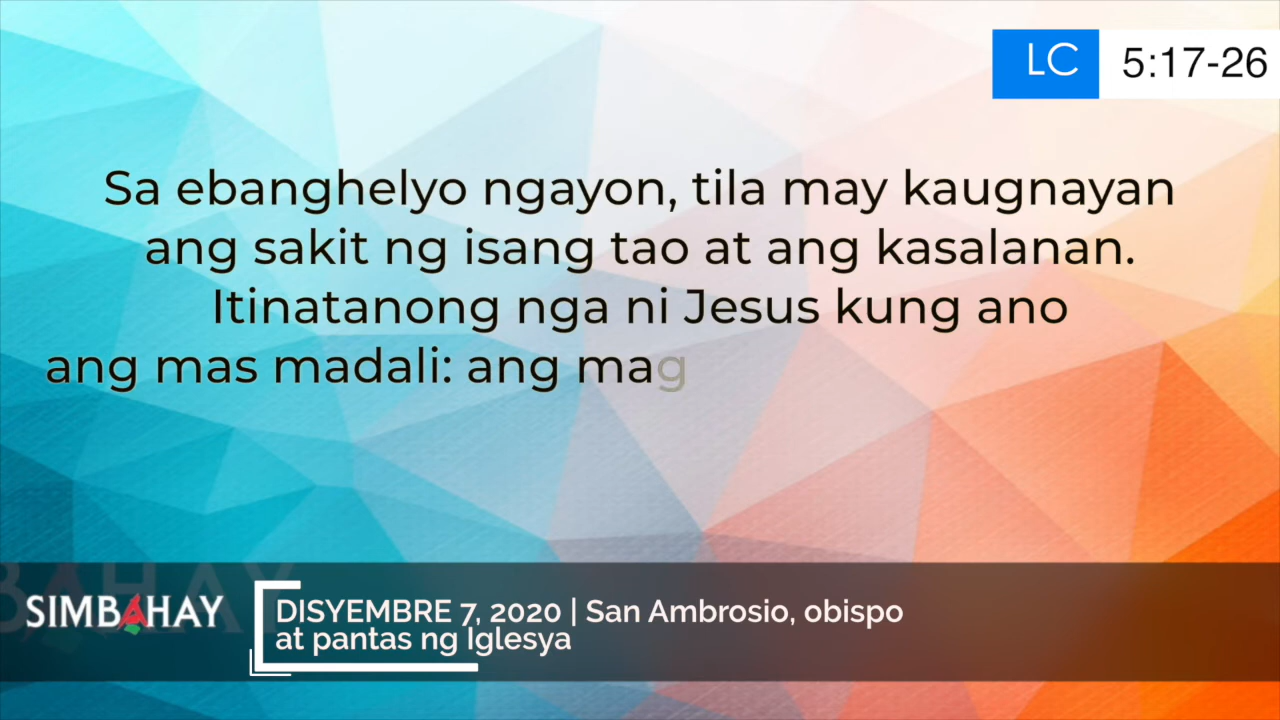 LC 5:17-26
Sa ebanghelyo ngayon, tila may kaugnayan
ang sakit ng isang tao at ang kasalanan.
Itinatanong nga ni Jesus kung ano
ang mas madali: ang mag
SIMBAHAY
DISYEMBRE 7, 2020 | San Ambrosio, obispo
at pantas ng Iglesya